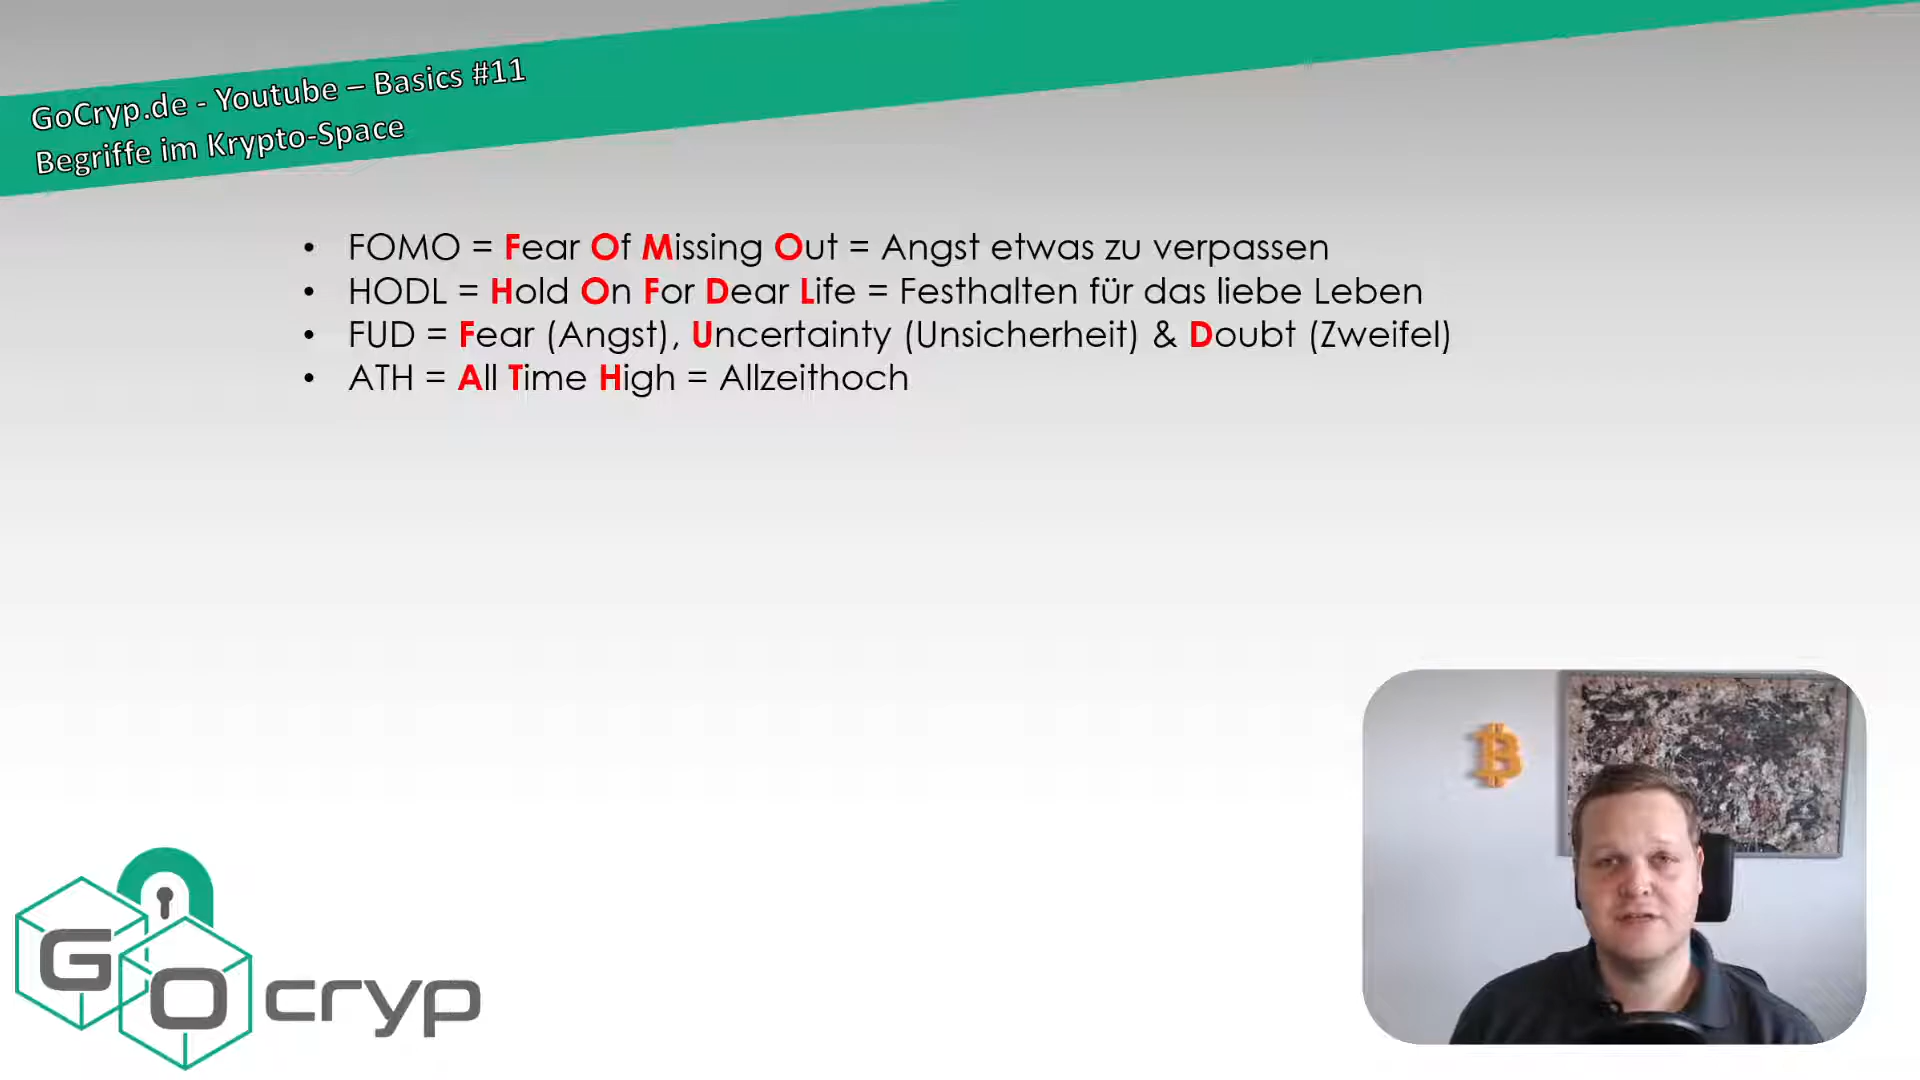 GoCryp.de - Youtube – Basics #11
Begriffe im Krypto-Space
• FOMO = Fear Of Missing Out = Angst etwas zu verpassen
• HODL = Hold On For Dear Life = Festhalten für das liebe Leben
• FUD = Fear (Angst), Uncertainty (Unsicherheit) & Doubt (Zweifel)
• ATH = All Time High = Allzeithoch
GO cryp